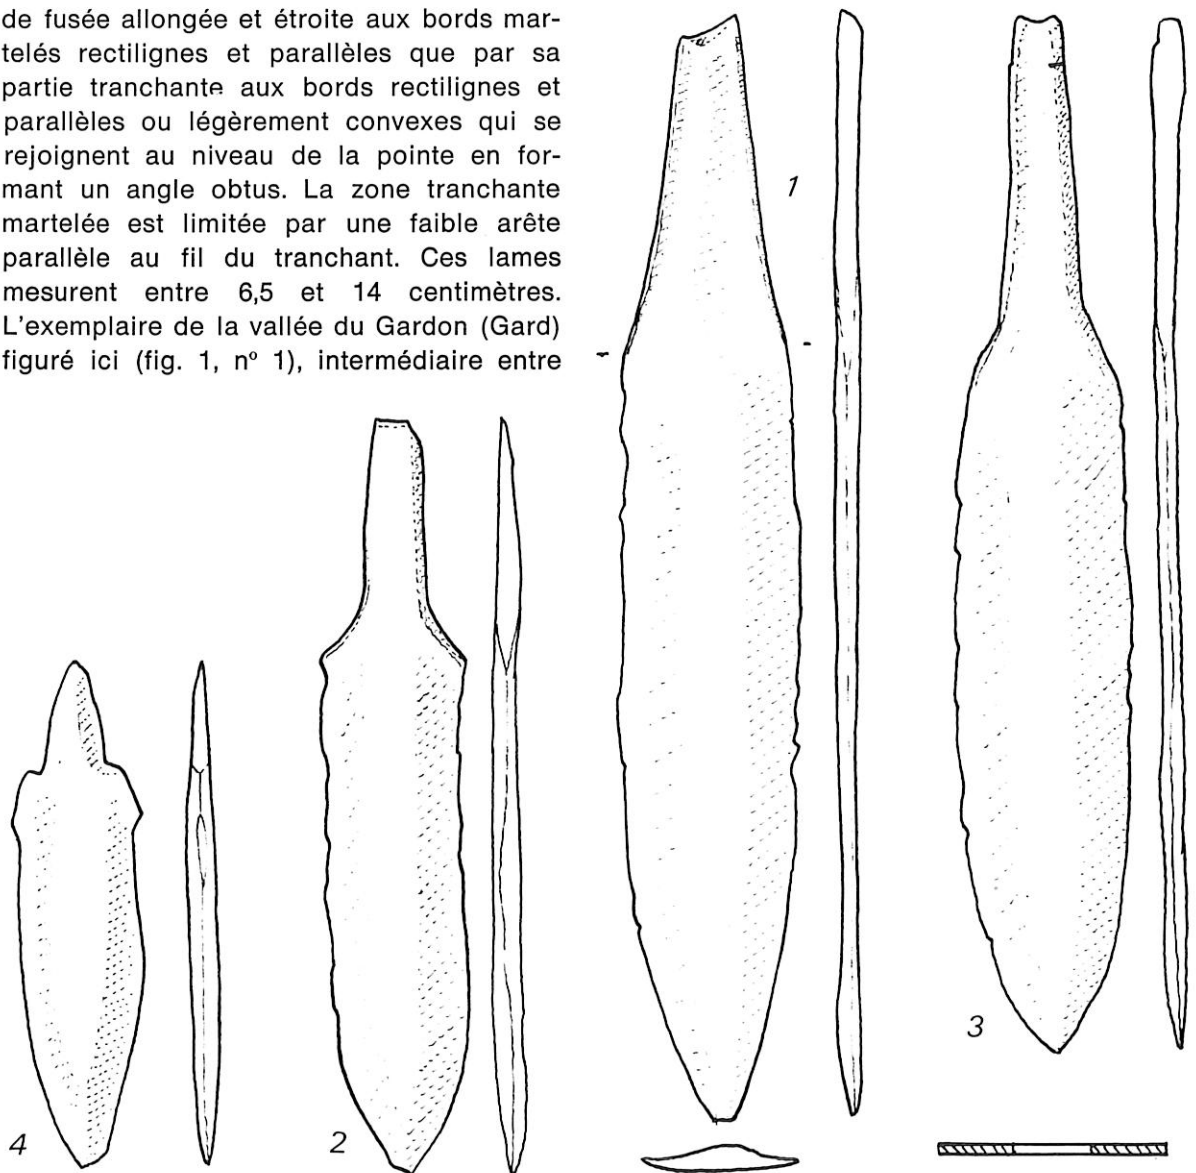 de fusée allongée et étroite aux bords mar-
telés rectilignes et parallèles que par sa
partie tranchante aux bords rectilignes et
parallèles ou légèrement convexes qui se
rejoignent au niveau de la pointe en for-
mant un angle obtus. La zone tranchante
martelée est limitée par une faible arête
parallèle au fil du tranchant. Ces lames
mesurent entre 6,5 et 14 centimètres.
L'exemplaire de la vallée du Gardon (Gard)
figuré ici (fig. 1, nº 1), intermédiaire entre
1
3
4
2